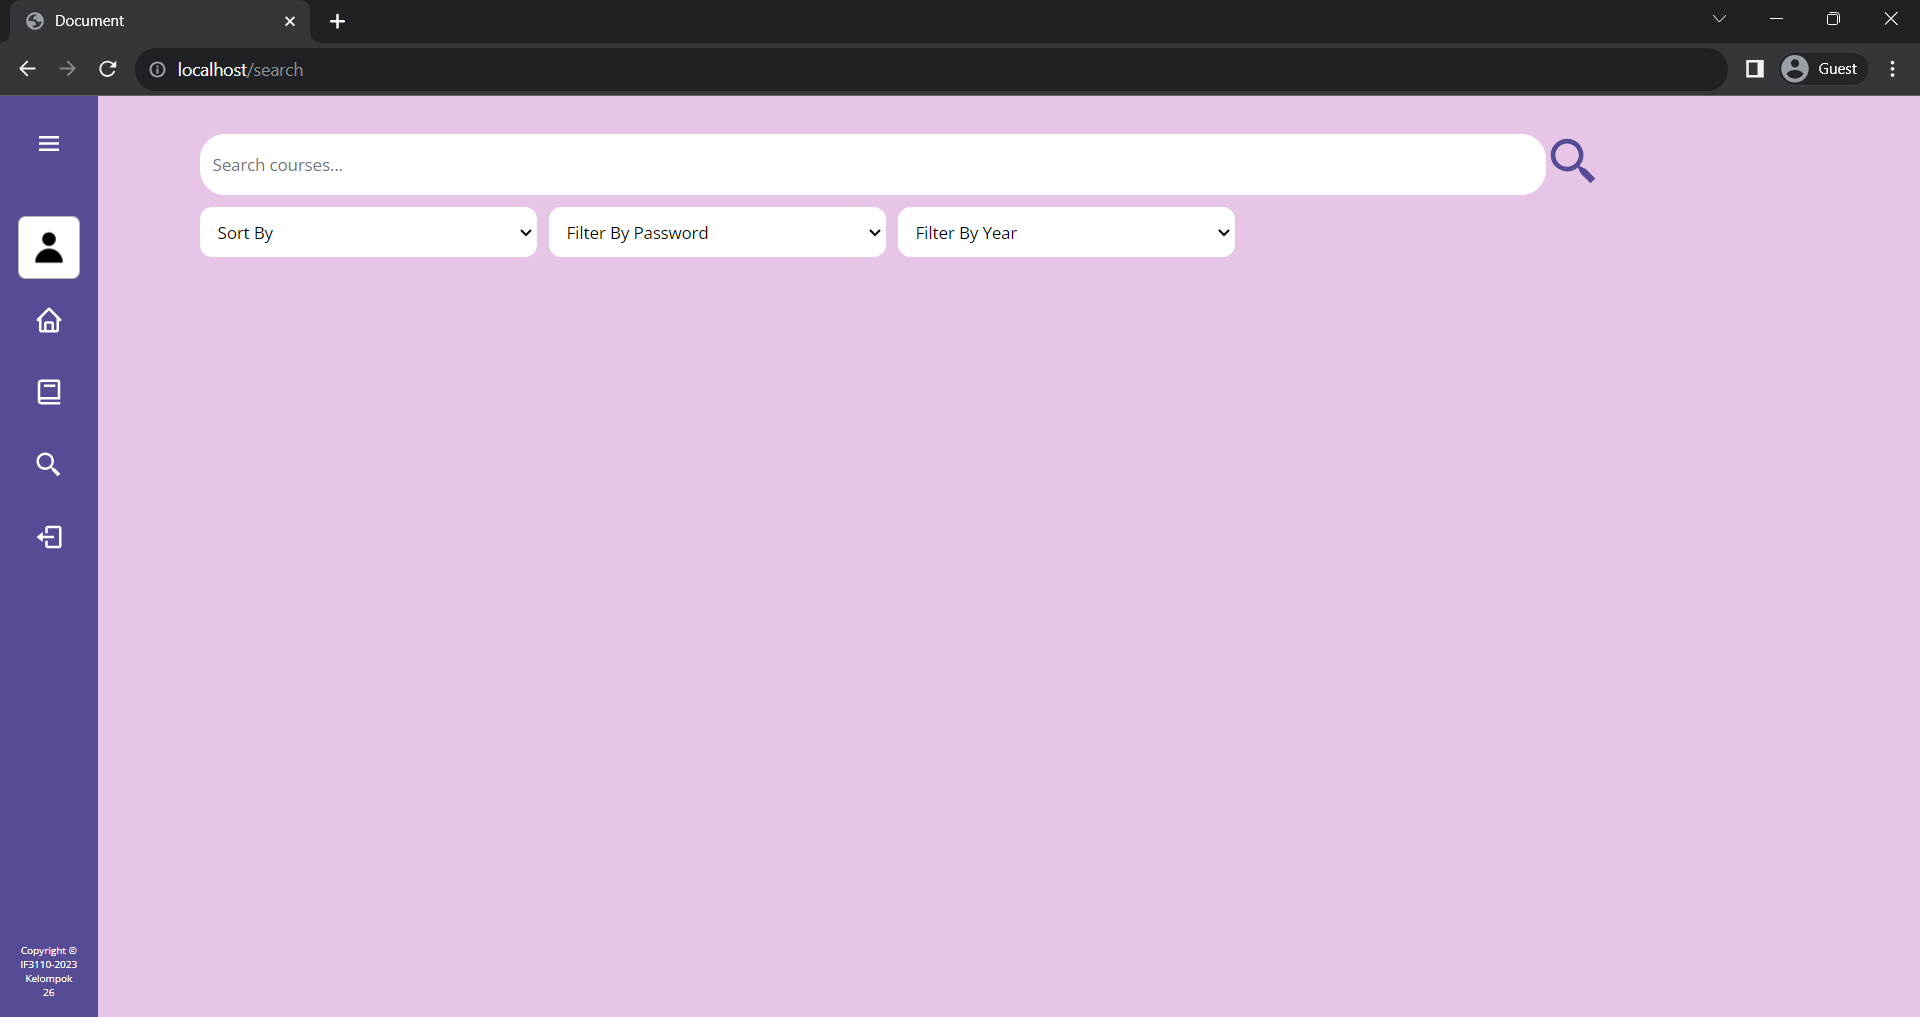 Document
localhost/search
Guest
Search courses...
Sort By
Filter By Password
Filter By Year
Copyright ©
IF3110-2023
Kelompok
26